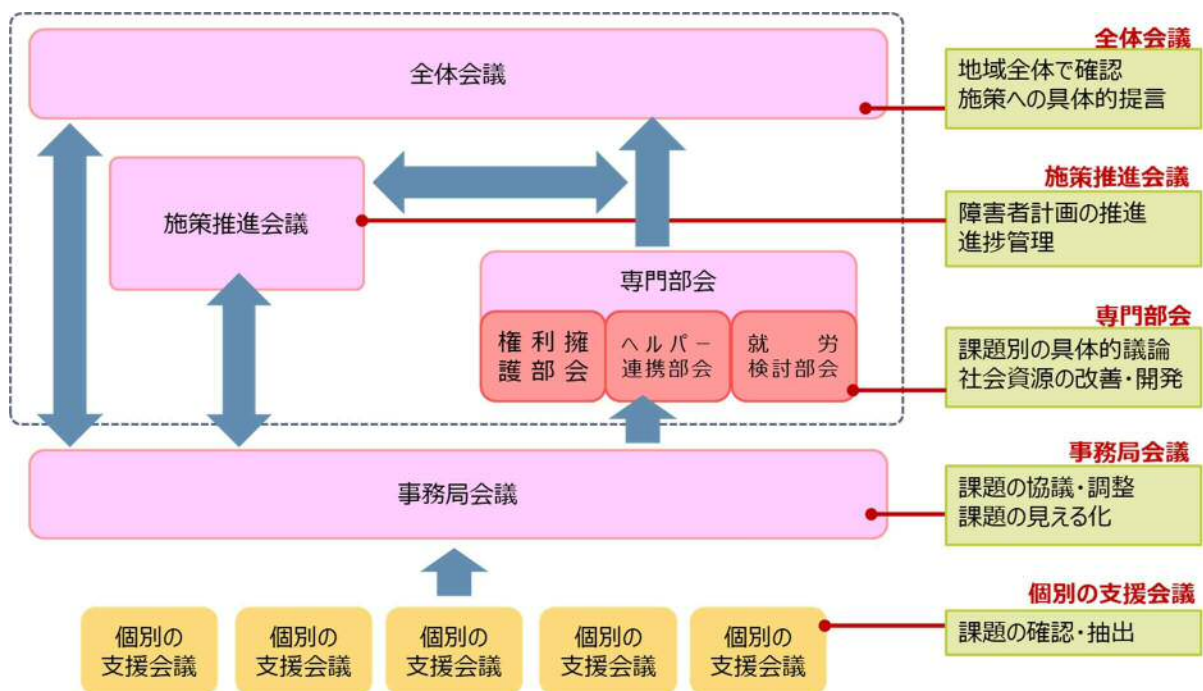 全体会議
全体会議
地域全体で確認
施策への具体的提言
施策推進会議
施策推進会議
障害者計画の推進
進捗管理
専門部会
権利擁
護部会
ヘルパー
連携部会
就労
検討部会
専門部会
課題別の具体的議論
社会資源の改善・開発
事務局会議
事務局会議
課題の協議・調整
課題の見える化
個別の
支援会議
個別の
支援会議
個別の
支援会議
個別の
支援会議
個別の
支援会議
個別の支援会議
課題の確認・抽出